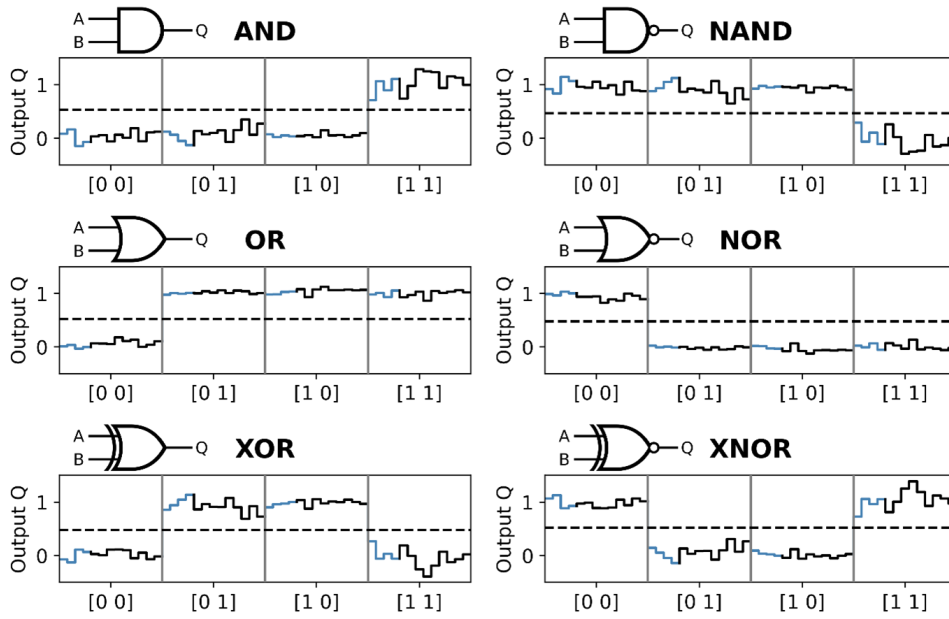 A
B
Q
AND
Output Q
1
0
[0 0]
[0 1]
[1 0]
[1 1]
A
B
Q
NAND
Output Q
1
0
[0 0]
[0 1]
[1 0]
[1 1]
A
B
Q
OR
Output Q
1
0
[0 0]
[0 1]
[1 0]
[1 1]
A
B
Q
NOR
Output Q
1
0
[0 0]
[0 1]
[1 0]
[1 1]
A
B
Q
XOR
Output Q
1
0
[0 0]
[0 1]
[1 0]
[1 1]
A
B
Q
XNOR
Output Q
1
0
[0 0]
[0 1]
[1 0]
[1 1]